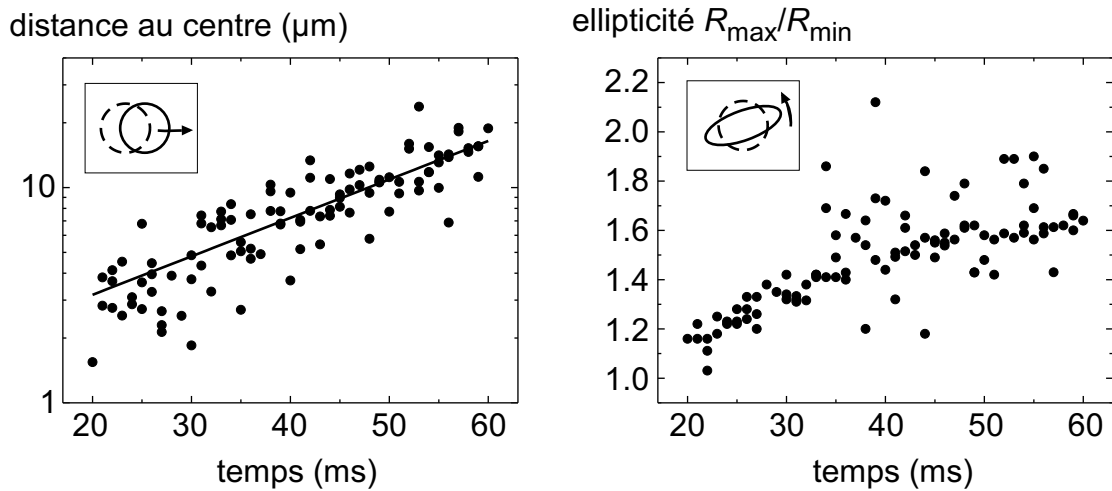 distance au centre (µm)
10
1
20 30 40 50 60
temps (ms)
ellipticité Rmax/Rmin
2.2
2.0
1.8
1.6
1.4
1.2
1.0
20 30 40 50 60
temps (ms)